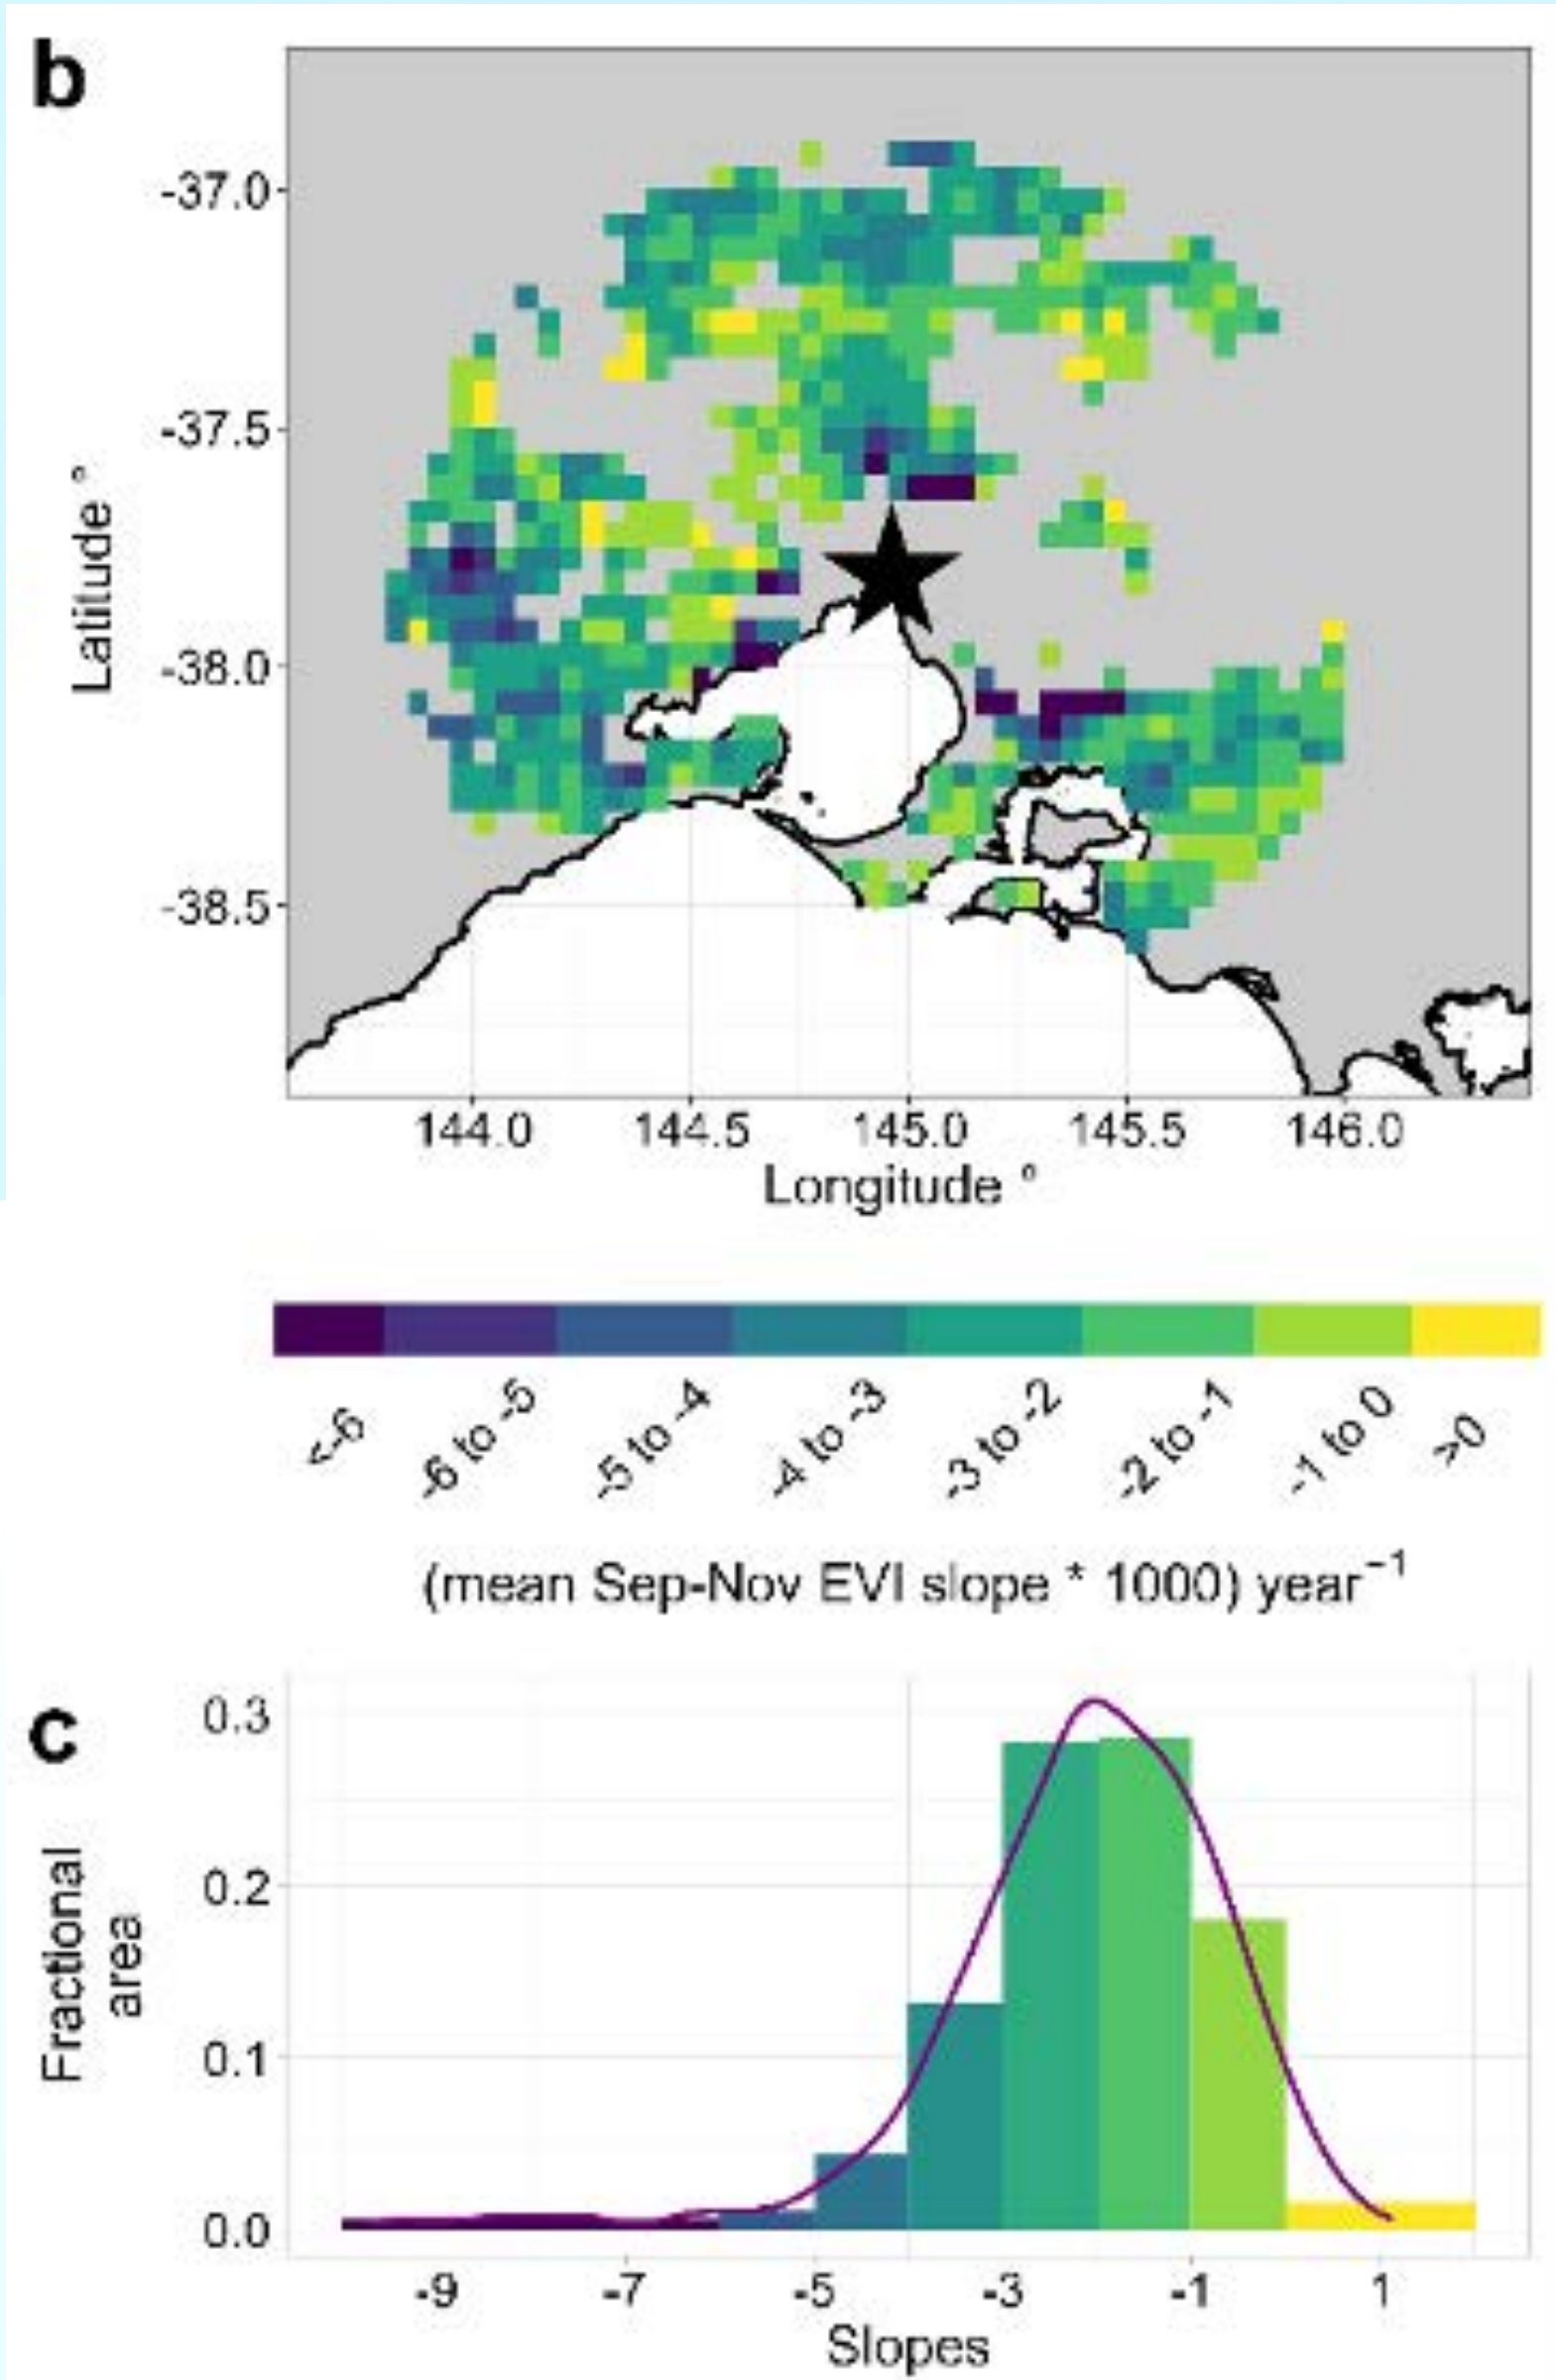 b
-37.0
-37.5
-38.0
-38.5
Latitude °
144.0 144.5 145.0 145.5 146.0
Longitude °
<-6 -6 to -5 -5 to -4 -4 to -3 -3 to -2 -2 to -1 -1 to 0 >0
(mean Sep-Nov EVI slope * 1000) year⁻¹
c
0.3
0.2
0.1
0.0
Fractional
area
-9 -7 -5 -3 -1 1
Slopes